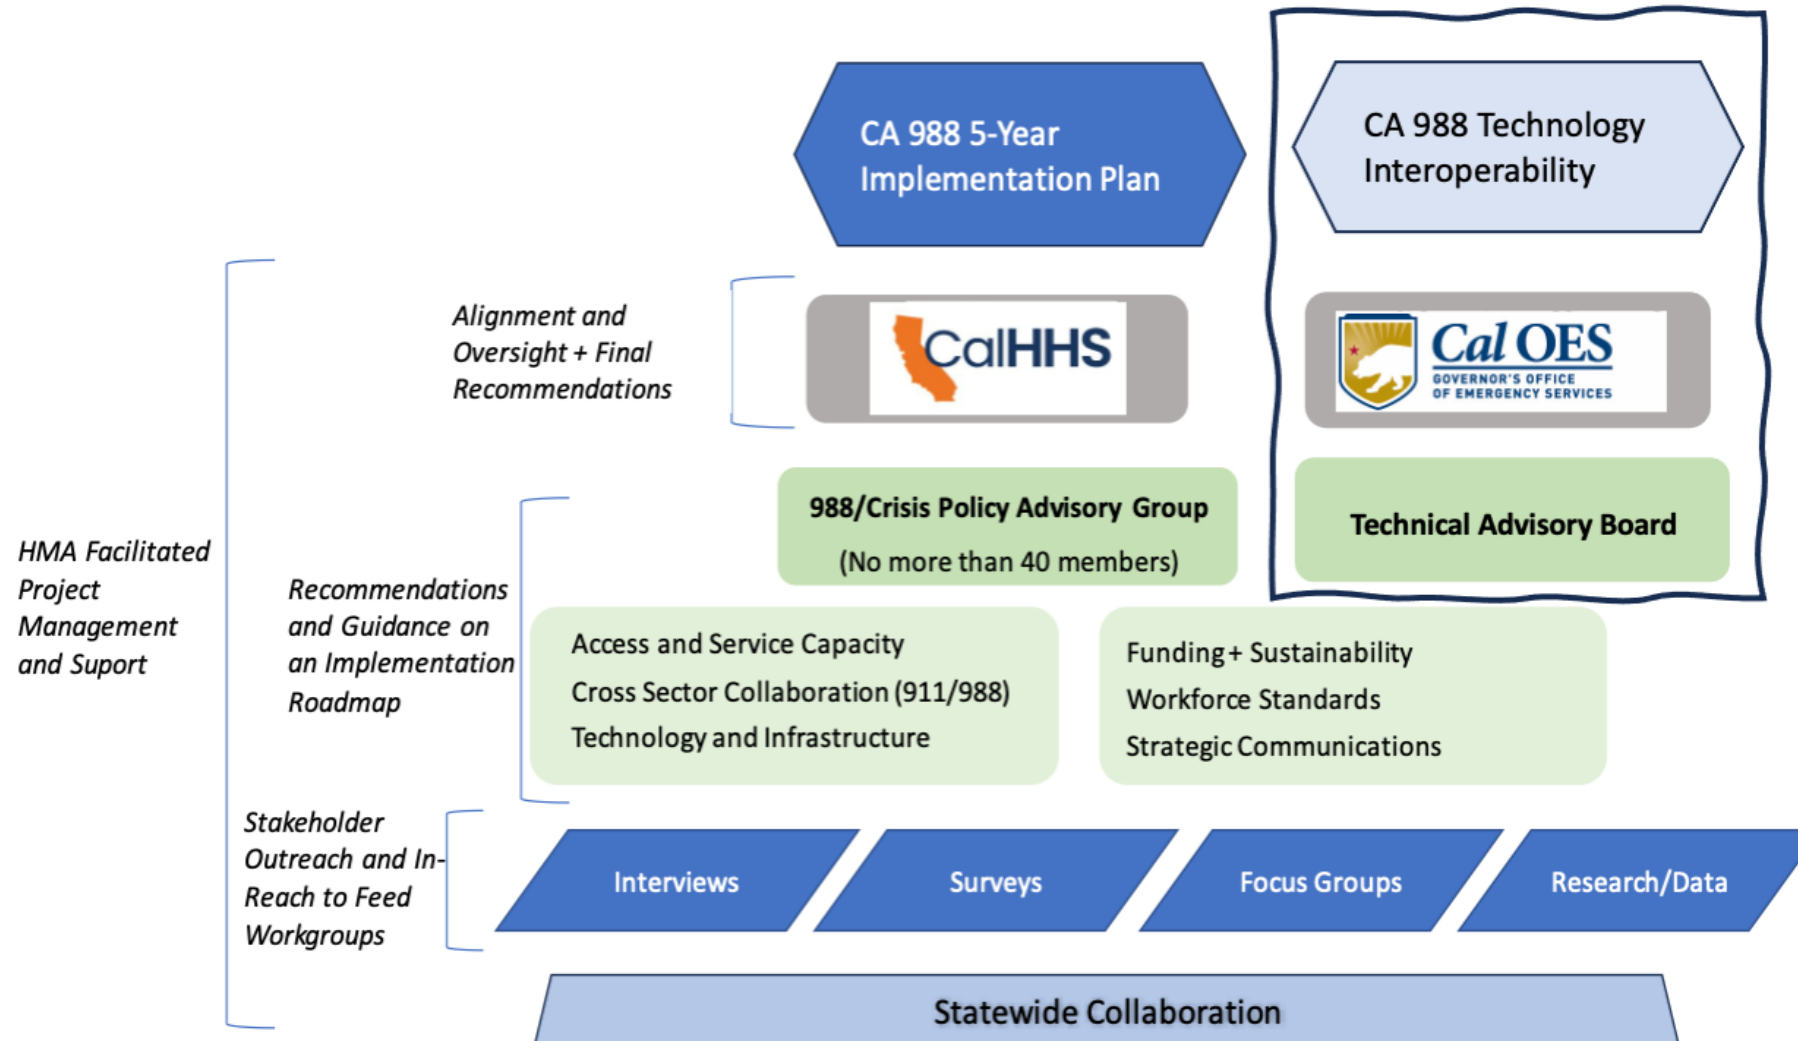 CA 988 5-Year
Implementation Plan
CA 988 Technology
Interoperability
Alignment and
Oversight + Final
Recommendations
CalHHS
Cal OES
GOVERNOR'S OFFICE
OF EMERGENCY SERVICES
988/Crisis Policy Advisory Group
(No more than 40 members)
Technical Advisory Board
HMA Facilitated
Project
Management
and Suport
Recommendations
and Guidance on
an Implementation
Roadmap
Access and Service Capacity
Cross Sector Collaboration (911/988)
Technology and Infrastructure
Funding + Sustainability
Workforce Standards
Strategic Communications
Stakeholder
Outreach and In-
Reach to Feed
Workgroups
Interviews
Surveys
Focus Groups
Research/Data
Statewide Collaboration